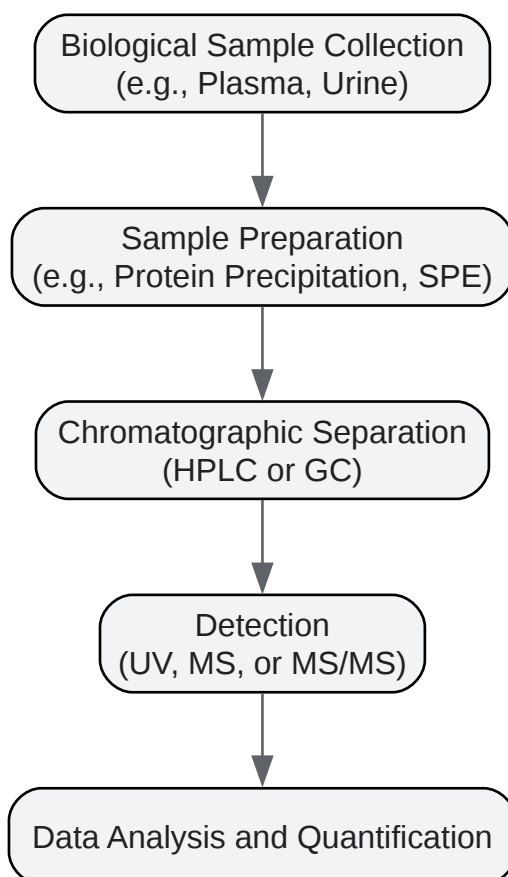 Biological Sample Collection
(e.g., Plasma, Urine)
Sample Preparation
(e.g., Protein Precipitation, SPE)
Chromatographic Separation
(HPLC or GC)
Detection
(UV, MS, or MS/MS)
Data Analysis and Quantification